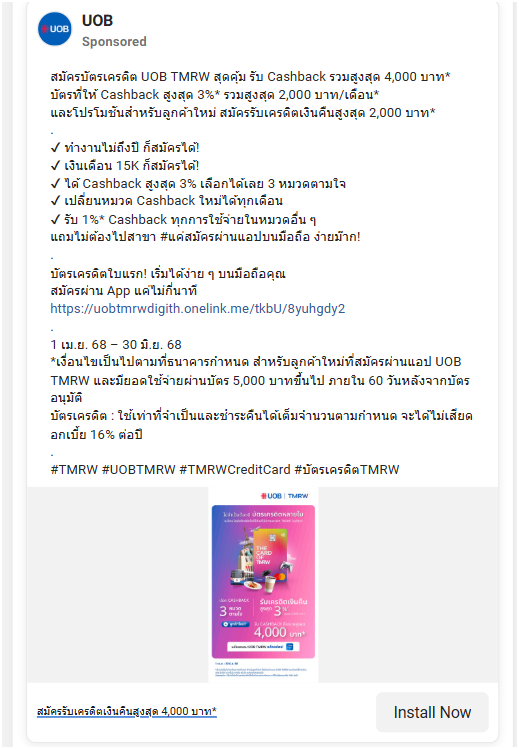 UOB
UOB
Sponsored
สมัครบัตรเครดิต UOB TMRW สุดคุ้ม รับ Cashback รวมสูงสุด 4,000 บาท*
บัตรที่ให้ Cashback สูงสุด 3%* รวมสูงสุด 2,000 บาท/เดือน*
และโปรโมชันสำหรับลูกค้าใหม่ สมัครรับเครดิตเงินคืนสูงสุด 2,000 บาท*
.
✓ ทำงานไม่ถึงปี ก็สมัครได้!
✓ เงินเดือน 15K ก็สมัครได้!
✓ ได้ Cashback สูงสุด 3% เลือกได้เลย 3 หมวดตามใจ
✓ เปลี่ยนหมวด Cashback ใหม่ได้ทุกเดือน
✓ รับ 1%* Cashback ทุกการใช้จ่ายในหมวดอื่น ๆ
แถมไม่ต้องไปสาขา #แค่สมัครผ่านแอปบนมือถือ ง่ายม๊าก!
.
บัตรเครดิตใบแรก! เริ่มได้ง่าย ๆ บนมือถือคุณ
สมัครผ่าน App แค่ไม่กี่นาที
https://uobtmrwdigith.onelink.me/tkbU/8yuhgdy2
.
1 เม.ย. 68 – 30 มิ.ย. 68
*เงื่อนไขเป็นไปตามที่ธนาคารกำหนด สำหรับลูกค้าใหม่ที่สมัครผ่านแอป UOB
TMRW และมียอดใช้จ่ายผ่านบัตร 5,000 บาทขึ้นไป ภายใน 60 วันหลังจากบัตร
อนุมัติ
บัตรเครดิต : ใช้เท่าที่จำเป็นและชำระคืนได้เต็มจำนวนตามกำหนด จะได้ไม่เสียด
อกเบี้ย 16% ต่อปี
.
#TMRW #UOBTMRW #TMRWCreditCard #บัตรเครดิตTMRW
UOB | TMRW
THE
CARD
OF
TMRW
CASHBACK
3 หมวด
ตามใจ
รับเครดิตเงินคืน
สูงสุด 3%
4,000 บาท*
สมัครรับเครดิตเงินคืนสูงสุด 4,000 บาท*
Install Now